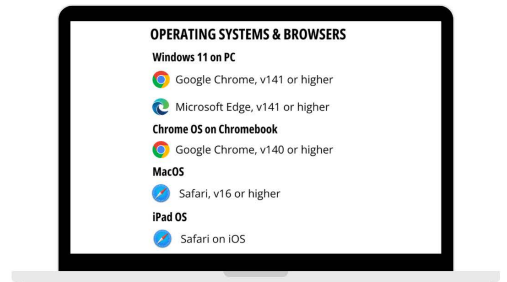 OPERATING SYSTEMS & BROWSERS
Windows 11 on PC
Google Chrome, v141 or higher
Microsoft Edge, v141 or higher
Chrome OS on Chromebook
Google Chrome, v140 or higher
MacOS
Safari, v16 or higher
iPad OS
Safari on iOS